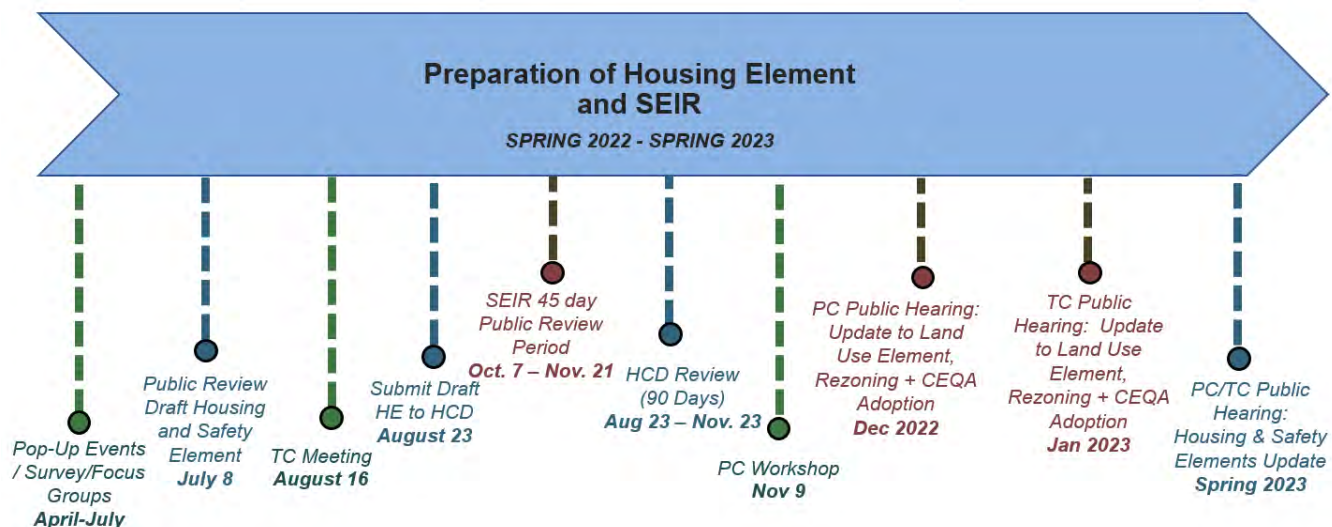 Preparation of Housing Element
and SEIR
SPRING 2022 - SPRING 2023
Pop-Up Events
/ Survey/Focus
Groups
April-July
Public Review
Draft Housing
and Safety
Element
July 8
TC Meeting
August 16
Submit Draft
HE to HCD
August 23
SEIR 45 day
Public Review
Period
Oct. 7 – Nov. 21
HCD Review
(90 Days)
Aug 23 – Nov. 23
PC Workshop
Nov 9
PC Public Hearing:
Update to Land
Use Element,
Rezoning + CEQA
Adoption
Dec 2022
TC Public
Hearing: Update
to Land Use
Element,
Rezoning + CEQA
Adoption
Jan 2023
PC/TC Public
Hearing:
Housing & Safety
Elements Update
Spring 2023